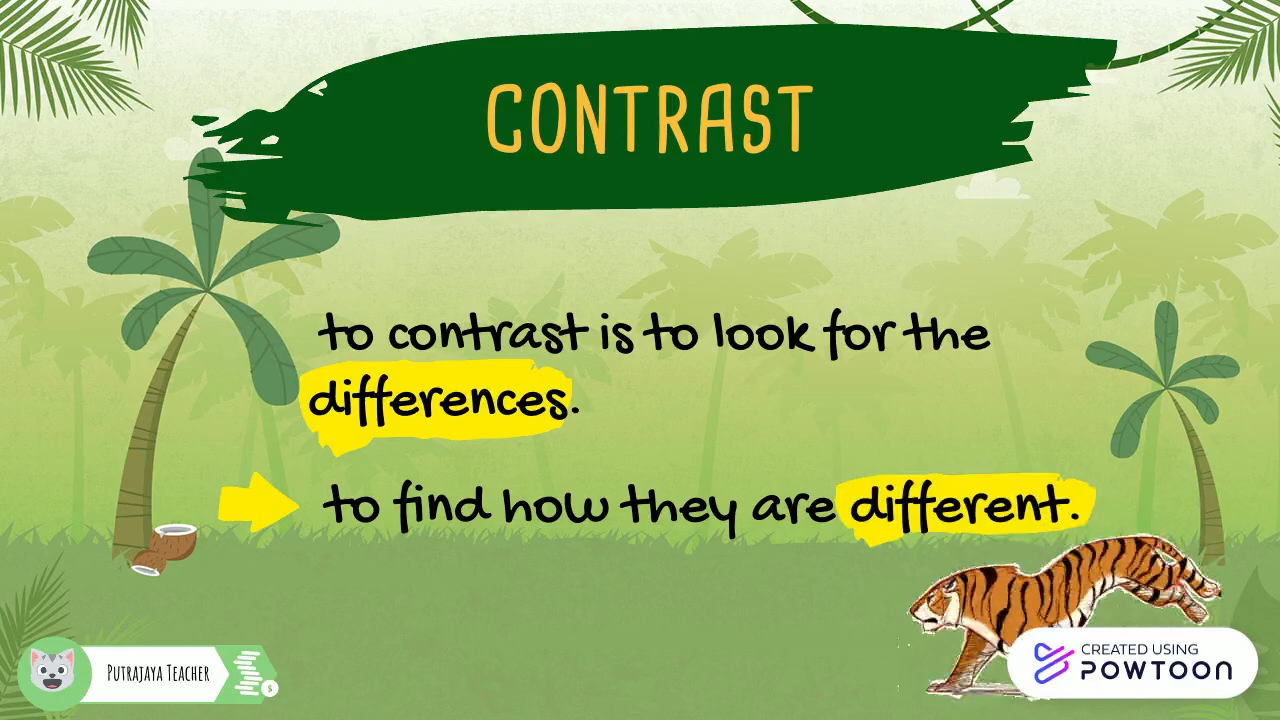 CONTRAST
to contrast is to look for the
differences.
to find how they are different.
PUTRAJAYA TEACHER
S
CREATED USING
POWTOON